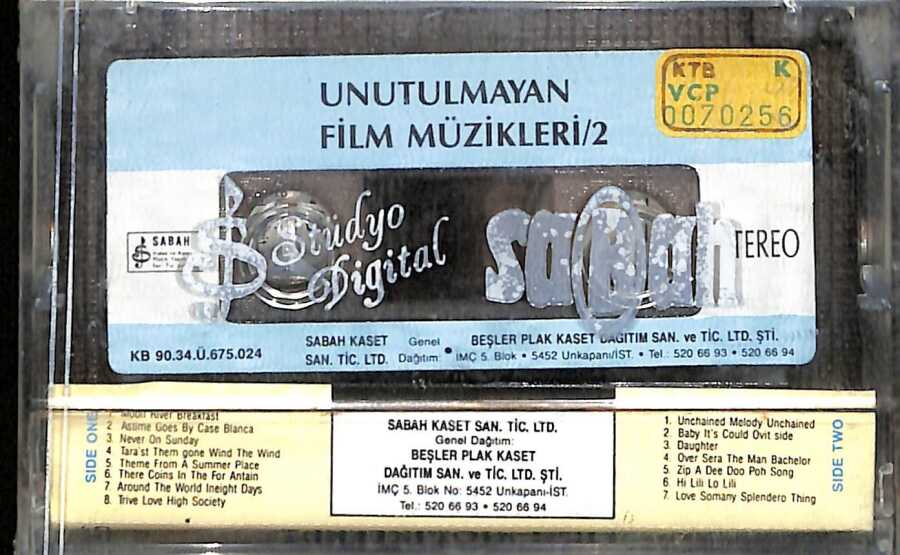 UNUTULMAYAN
FİLM MÜZİKLERİ/2
KTB K
VCP
0070256
Stüdyo
Digital
sabah
SABAH
TEREO
KB 90.34.Ü.675.024
SABAH KASET
SAN. TİC. LTD.
Genel
Dağıtım:
BEŞLER PLAK KASET DAĞITIM SAN. ve TİC. LTD. ŞTİ.
İMÇ 5. Blok • 5452 Unkapanı/İST. • Tel.: 520 66 93 • 520 66 94
SIDE ONE
1. Moon River Breakfast
2 Astime Goes By Case Blanca
3. Never On Sunday
4. Tara'st Them gone Wind The Wind
5. Theme From A Summer Place
6. There Coins In The For Antain
7. Around The World Ineight Days
8. Trive Love High Society
SABAH KASET SAN. TİC. LTD.
Genel Dağıtım:
BEŞLER PLAK KASET
DAĞITIM SAN. ve TİC. LTD. ŞTİ.
İMÇ 5. Blok No: 5452 Unkapanı-İST.
Tel.: 520 66 93 • 520 66 94
1. Unchained Melody Unchained
2. Baby It's Could Ovit side
3. Daughter
4. Over Sera The Man Bachelor
5. Zip A Dee Doo Poh Song
6. Hi Lili Lo Lili
7. Love Somany Splendero Thing
SIDE TWO